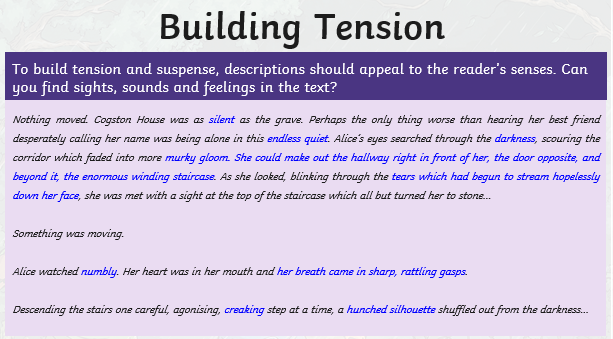 Building Tension
To build tension and suspense, descriptions should appeal to the reader's senses. Can
you find sights, sounds and feelings in the text?
Nothing moved. Cogston House was as silent as the grave. Perhaps the only thing worse than hearing her best friend
desperately calling her name was being alone in this endless quiet. Alice's eyes searched through the darkness, scouring the
corridor which faded into more murky gloom. She could make out the hallway right in front of her, the door opposite, and
beyond it, the enormous winding staircase. As she looked, blinking through the tears which had begun to stream hopelessly
down her face, she was met with a sight at the top of the staircase which all but turned her to stone...
Something was moving.
Alice watched numbly. Her heart was in her mouth and her breath came in sharp, rattling gasps.
Descending the stairs one careful, agonising, creaking step at a time, a hunched silhouette shuffled out from the darkness...